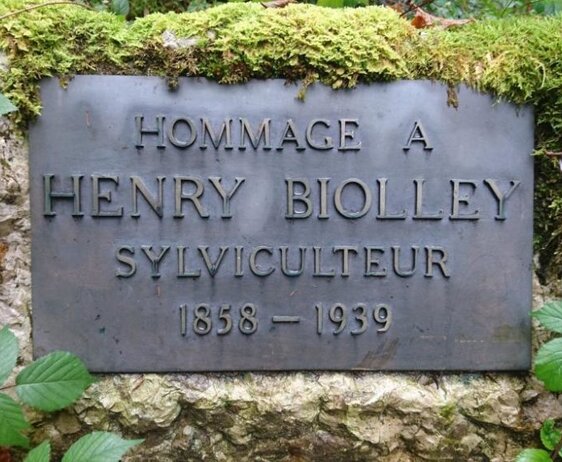 HOMMAGE A
HENRY BIOLLEY
SYLVICULTEUR
1858 – 1939